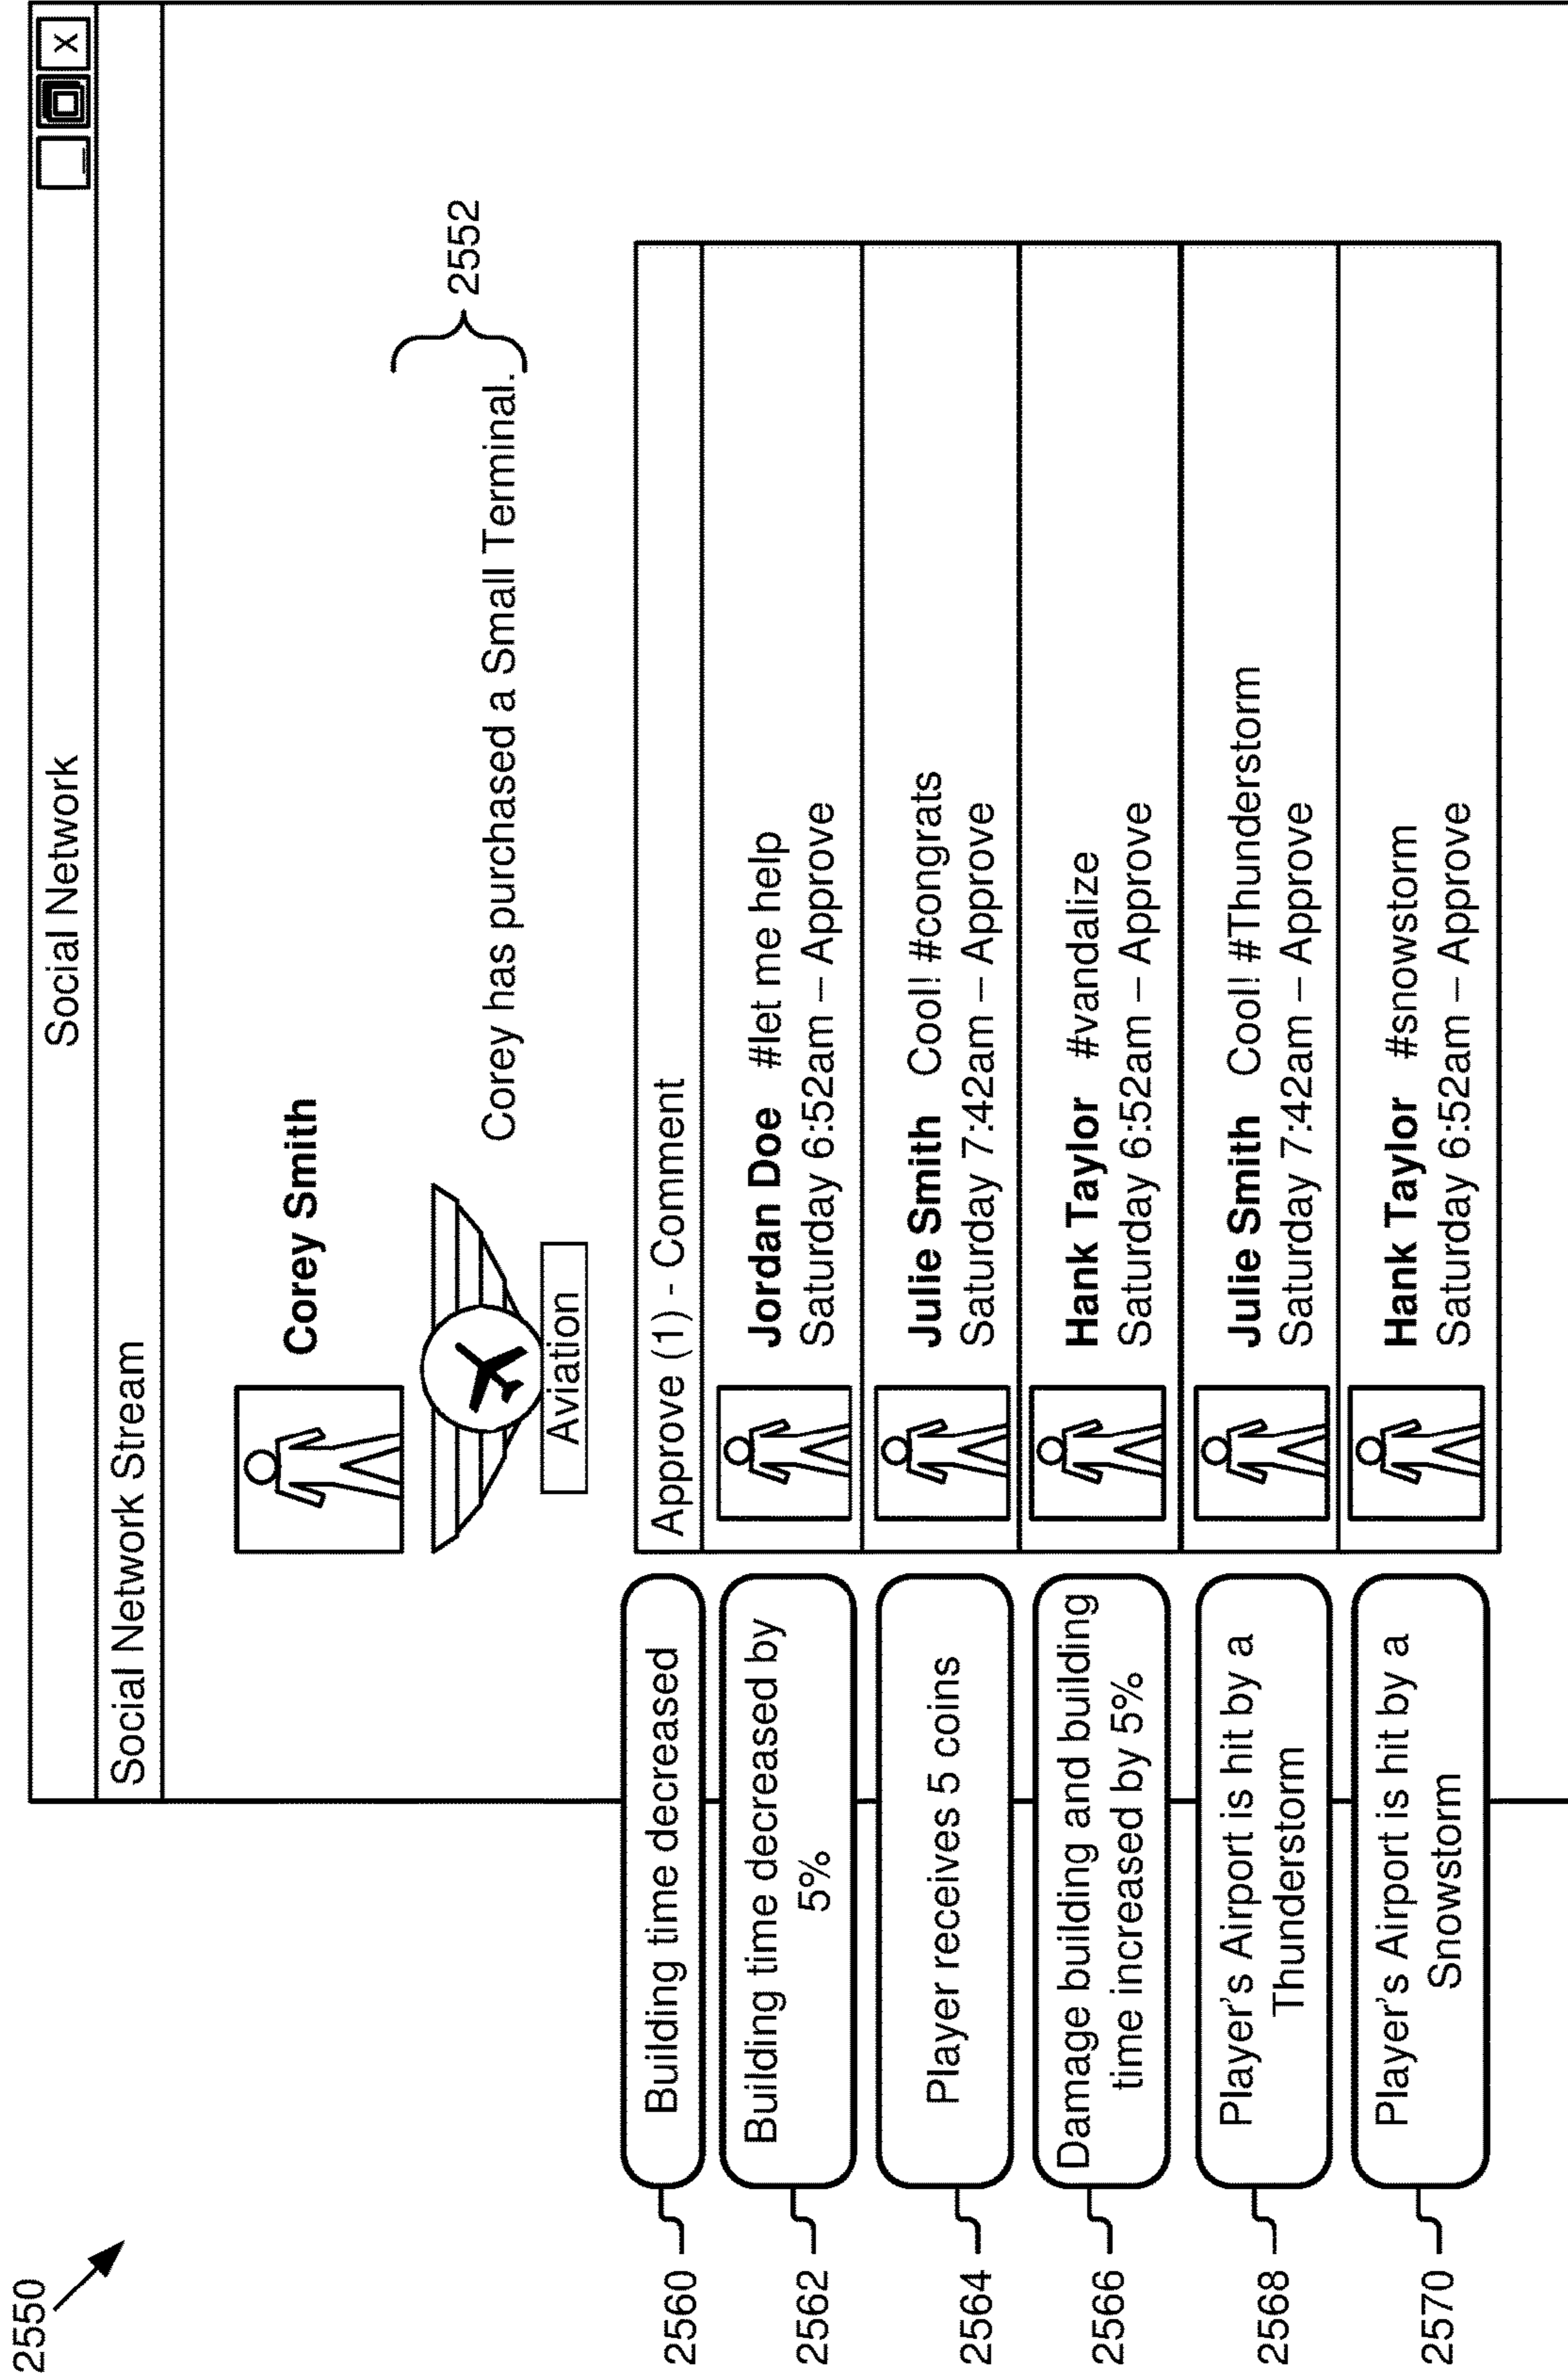 2550
Social Network
_ X
Social Network Stream
Corey Smith
Aviation
Corey has purchased a Small Terminal.
2552
2560
Building time decreased
Approve (1) - Comment
2562
Building time decreased by
5%
Jordan Doe #let me help
Saturday 6:52am – Approve
2564
Player receives 5 coins
Julie Smith Cool! #congrats
Saturday 7:42am – Approve
2566
Damage building and building
time increased by 5%
Hank Taylor #vandalize
Saturday 6:52am – Approve
2568
Player's Airport is hit by a
Thunderstorm
Julie Smith Cool! #Thunderstorm
Saturday 7:42am – Approve
2570
Player's Airport is hit by a
Snowstorm
Hank Taylor #snowstorm
Saturday 6:52am – Approve